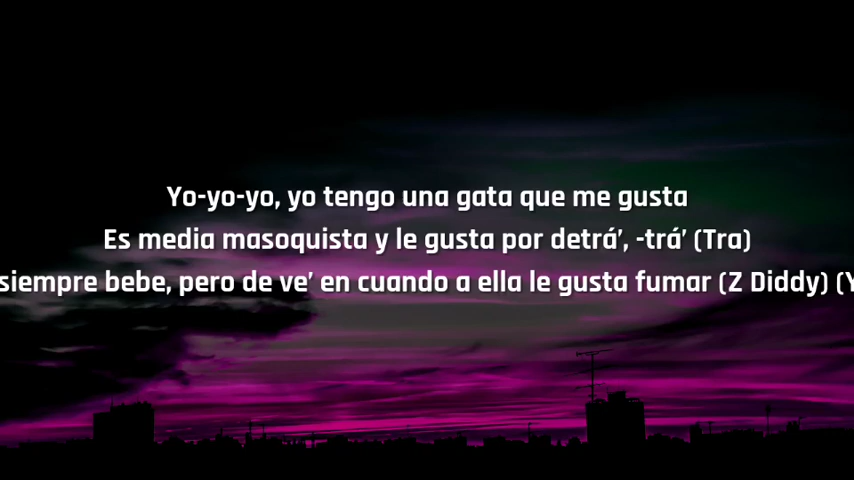 Yo-yo-yo, yo tengo una gata que me gusta
Es media masoquista y le gusta por detrá’, -trá’ (Tra)
siempre bebe, pero de ve’ en cuando a ella le gusta fumar (Z Diddy) (Y